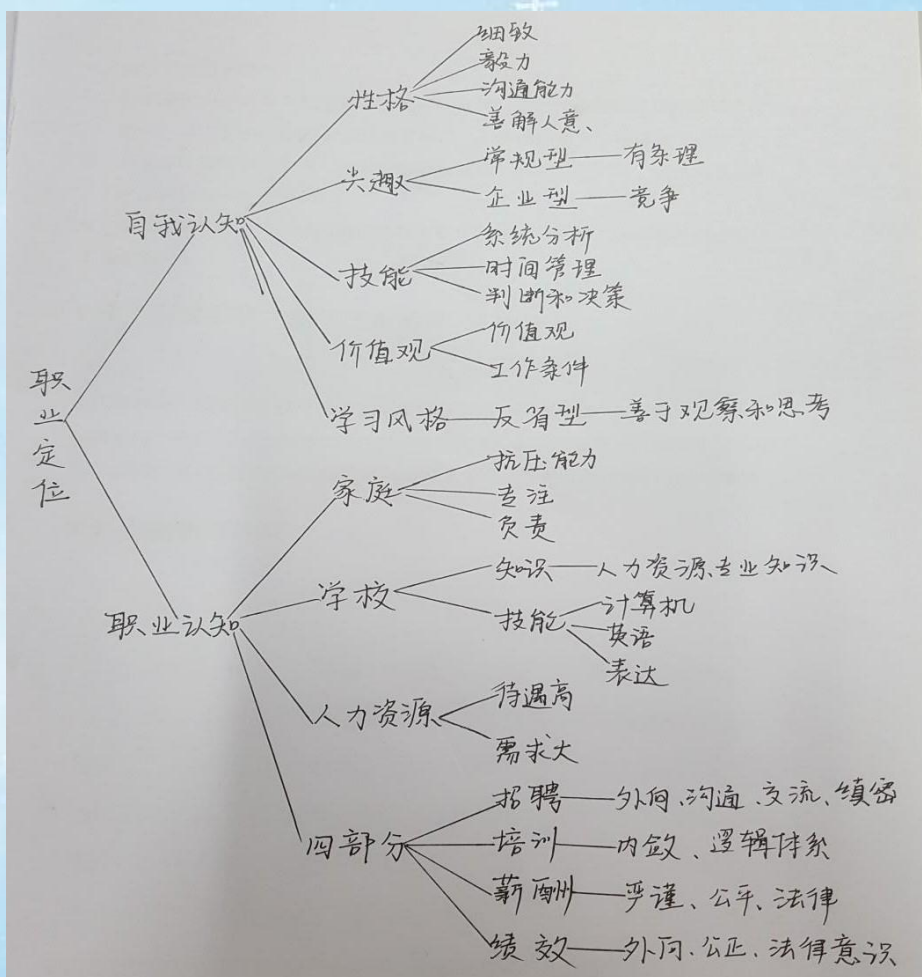 职业定位
自我认知
性格
细致
毅力
沟通能力
善解人意、
兴趣
常规型——有条理
企业型——竞争
技能
系统分析
时间管理
判断和决策
价值观
价值观
工作条件
学习风格——反省型——善于观察和思考
职业认知
家庭
抗压能力
专注
负责
学校
知识——人力资源专业知识
技能
计算机
英语
表达
人力资源
待遇高
需求大
四部分
招聘——外向、沟通、交流、缜密
培训——内敛、逻辑体系
薪酬——严谨、公平、法律
绩效——外向、公正、法律意识